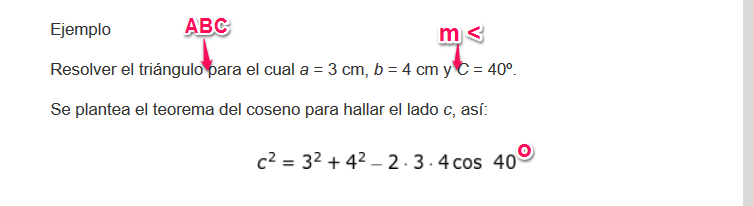 Ejemplo ABC m <
Resolver el triángulo para el cual a = 3 cm, b = 4 cm y C = 40º.
Se plantea el teorema del coseno para hallar el lado c, así:
c² = 3² + 4² – 2 · 3 · 4 cos 40°